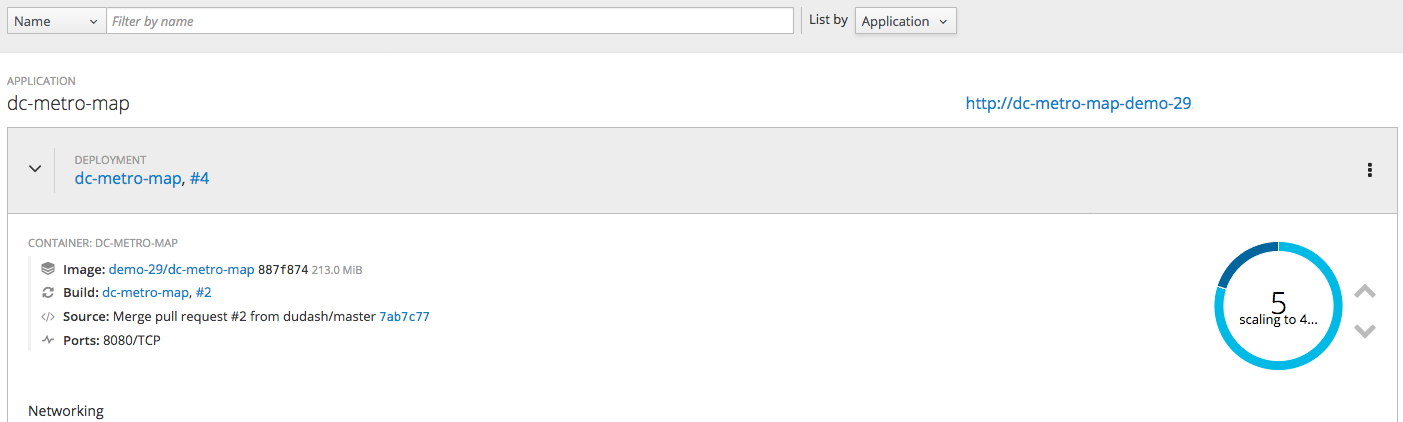 Name Filter by name List by Application
APPLICATION
dc-metro-map http://dc-metro-map-demo-29
DEPLOYMENT
dc-metro-map, #4
CONTAINER: DC-METRO-MAP
Image: demo-29/dc-metro-map 887f874 213.0 MiB
Build: dc-metro-map, #2
Source: Merge pull request #2 from dudash/master 7ab7c77
Ports: 8080/TCP
5
scaling to 4...
Networking